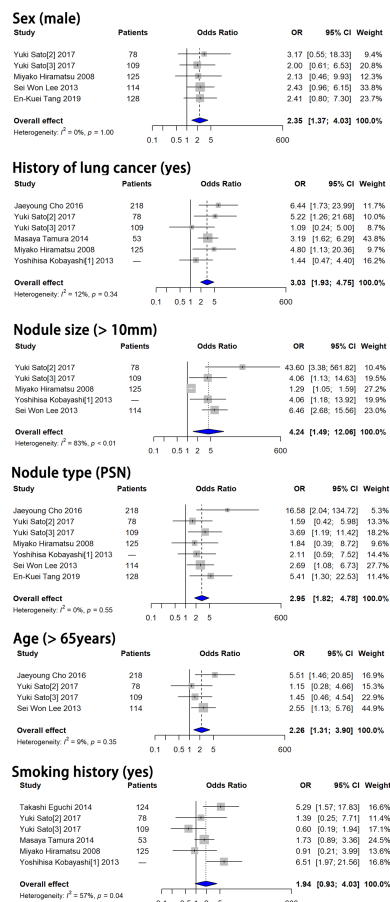 Sex (male)
Study Patients Odds Ratio OR 95% CI Weight
Yuki Sato[2] 2017 78 3.17 [0.55; 18.33] 9.4%
Yuki Sato[3] 2017 109 2.00 [0.61; 6.53] 20.8%
Miyako Hiramatsu 2008 125 2.13 [0.46; 9.93] 12.3%
Sei Won Lee 2013 114 2.43 [0.96; 6.15] 33.8%
En-Kuei Tang 2019 128 2.41 [0.80; 7.30] 23.7%
Overall effect 2.35 [1.37; 4.03] 100.0%
Heterogeneity: I² = 0%, p = 1.00
0.1 0.5 1 2 5 600
History of lung cancer (yes)
Study Patients Odds Ratio OR 95% CI Weight
Jaeyoung Cho 2016 218 6.44 [1.73; 23.99] 11.7%
Yuki Sato[2] 2017 78 5.22 [1.26; 21.68] 10.0%
Yuki Sato[3] 2017 109 1.09 [0.24; 5.00] 8.7%
Masaya Tamura 2014 53 3.19 [1.62; 6.29] 43.8%
Miyako Hiramatsu 2008 125 4.80 [1.13; 20.36] 9.7%
Yoshihisa Kobayashi[1] 2013 — 1.44 [0.47; 4.40] 16.2%
Overall effect 3.03 [1.93; 4.75] 100.0%
Heterogeneity: I² = 12%, p = 0.34
0.1 0.5 1 2 5 600
Nodule size (> 10mm)
Study Patients Odds Ratio OR 95% CI Weight
Yuki Sato[2] 2017 78 43.60 [3.38; 561.82] 10.4%
Yuki Sato[3] 2017 109 4.06 [1.13; 14.63] 19.5%
Miyako Hiramatsu 2008 125 1.29 [1.05; 1.59] 27.2%
Yoshihisa Kobayashi[1] 2013 — 4.06 [1.18; 13.92] 19.9%
Sei Won Lee 2013 114 6.46 [2.68; 15.56] 23.0%
Overall effect 4.24 [1.49; 12.06] 100.0%
Heterogeneity: I² = 83%, p < 0.01
0.1 0.5 1 2 5 600
Nodule type (PSN)
Study Patients Odds Ratio OR 95% CI Weight
Jaeyoung Cho 2016 218 16.58 [2.04; 134.72] 5.3%
Yuki Sato[2] 2017 78 1.59 [0.42; 5.98] 13.3%
Yuki Sato[3] 2017 109 3.69 [1.19; 11.42] 18.2%
Miyako Hiramatsu 2008 125 1.84 [0.39; 8.72] 9.6%
Yoshihisa Kobayashi[1] 2013 — 2.11 [0.59; 7.52] 14.4%
Sei Won Lee 2013 114 2.69 [1.08; 6.73] 27.7%
En-Kuei Tang 2019 128 5.41 [1.30; 22.53] 11.4%
Overall effect 2.95 [1.82; 4.78] 100.0%
Heterogeneity: I² = 0%, p = 0.55
0.1 0.5 1 2 5 600
Age (> 65years)
Study Patients Odds Ratio OR 95% CI Weight
Jaeyoung Cho 2016 218 5.51 [1.46; 20.85] 16.9%
Yuki Sato[2] 2017 78 1.15 [0.28; 4.66] 15.3%
Yuki Sato[3] 2017 109 1.45 [0.46; 4.54] 22.9%
Sei Won Lee 2013 114 2.55 [1.13; 5.76] 44.9%
Overall effect 2.26 [1.31; 3.90] 100.0%
Heterogeneity: I² = 9%, p = 0.35
0.1 0.5 1 2 5 600
Smoking history (yes)
Study Patients Odds Ratio OR 95% CI Weight
Takashi Eguchi 2014 124 5.29 [1.57; 17.83] 16.6%
Yuki Sato[2] 2017 78 1.39 [0.25; 7.71] 11.4%
Yuki Sato[3] 2017 109 0.60 [0.19; 1.94] 17.1%
Masaya Tamura 2014 53 1.73 [0.89; 3.36] 24.5%
Miyako Hiramatsu 2008 125 0.91 [0.21; 3.99] 13.6%
Yoshihisa Kobayashi[1] 2013 — 6.51 [1.97; 21.56] 16.8%
Overall effect 1.94 [0.93; 4.03] 100.0%
Heterogeneity: I² = 57%, p = 0.04
0.1 0.5 1 2 5 600